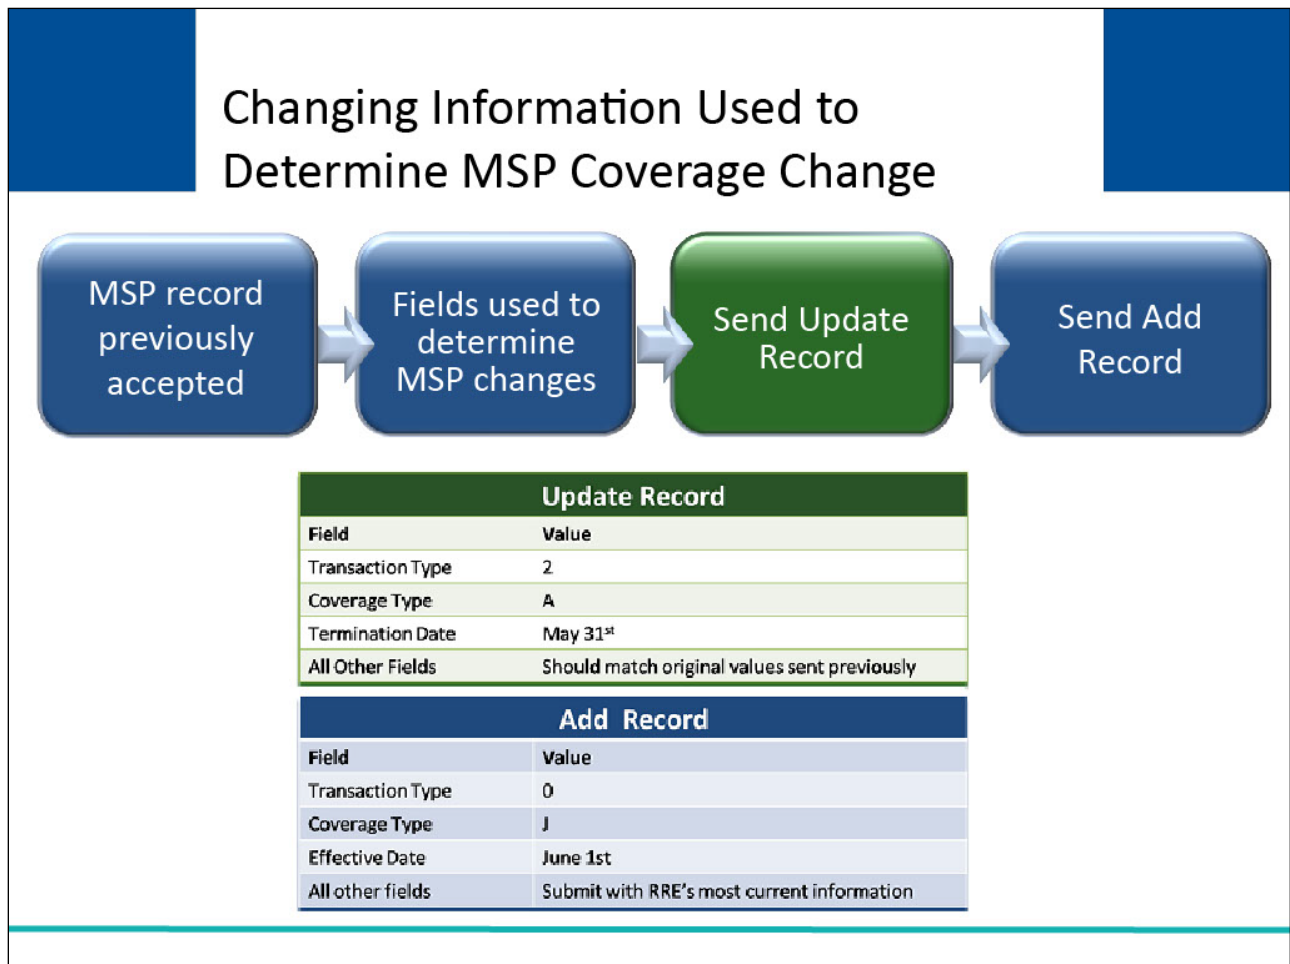 Changing Information Used to
Determine MSP Coverage Change
MSP record
previously
accepted
Fields used to
determine
MSP changes
Send Update
Record
Send Add
Record
Update Record
Field Value
Transaction Type 2
Coverage Type A
Termination Date May 31st
All Other Fields Should match original values sent previously
Add Record
Field Value
Transaction Type 0
Coverage Type J
Effective Date June 1st
All other fields Submit with RRE's most current information